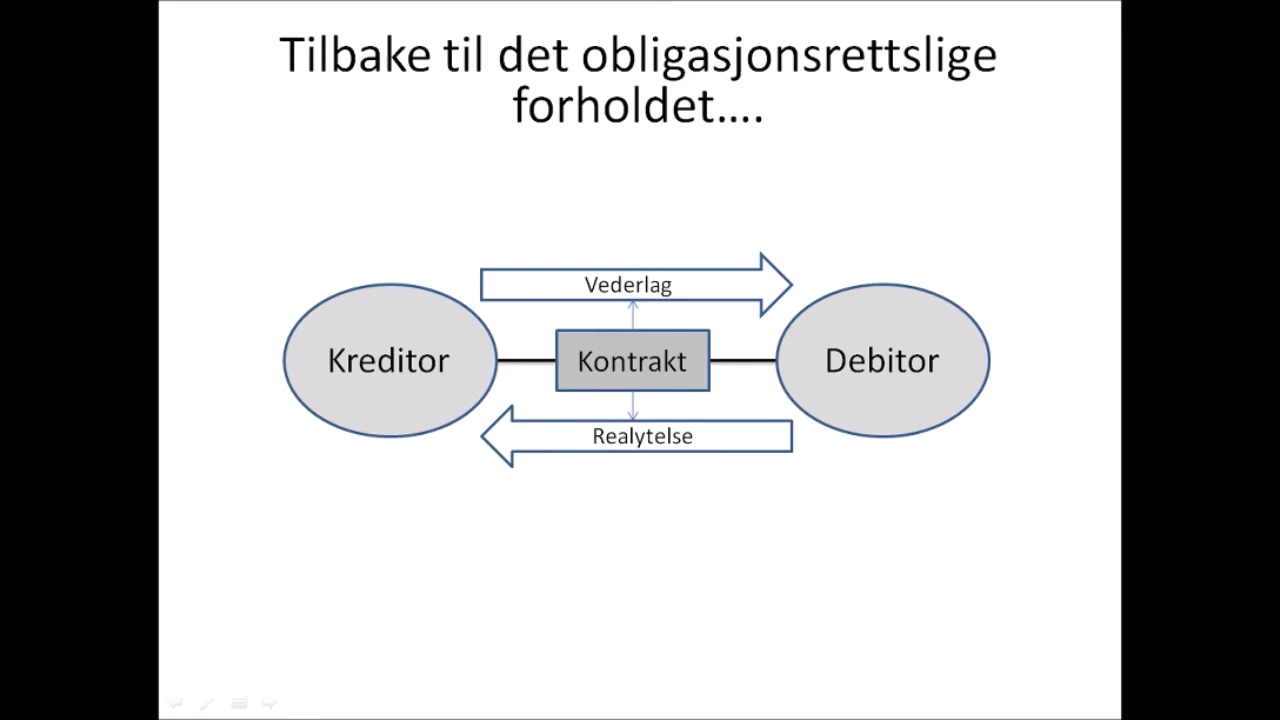 Tilbake til det obligasjonsrettslige
forholdet....
Vederlag
Kreditor
Kontrakt
Debitor
Realytelse